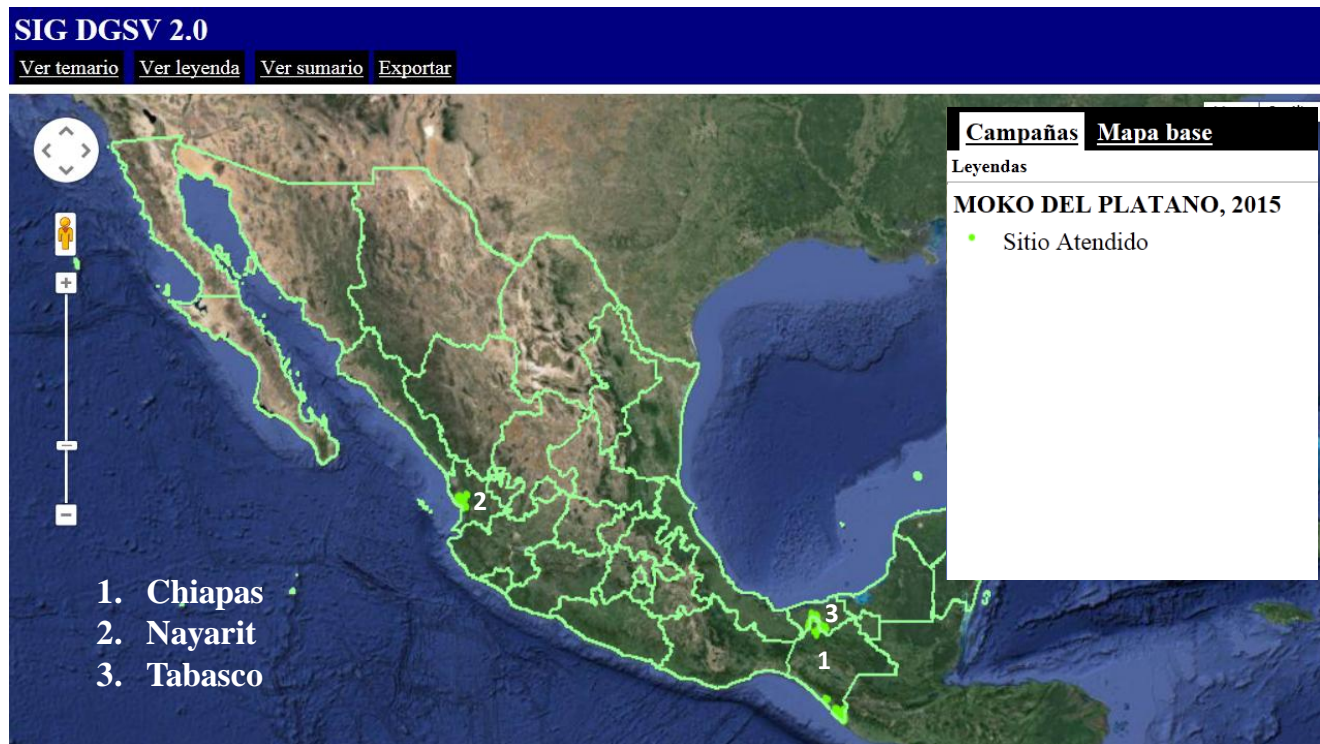 SIG DGSV 2.0
Ver temario Ver leyenda Ver sumario Exportar
Campañas Mapa base
Leyendas
MOKO DEL PLATANO, 2015
Sitio Atendido
2
1. Chiapas
2. Nayarit
3. Tabasco
3
1